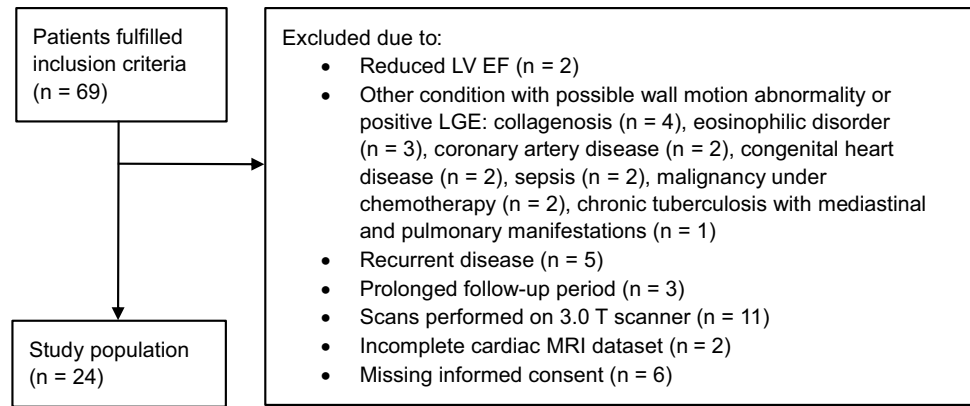 Patients fulfilled
inclusion criteria
(n = 69)
Excluded due to:
• Reduced LV EF (n = 2)
• Other condition with possible wall motion abnormality or
positive LGE: collagenosis (n = 4), eosinophilic disorder
(n = 3), coronary artery disease (n = 2), congenital heart
disease (n = 2), sepsis (n = 2), malignancy under
chemotherapy (n = 2), chronic tuberculosis with mediastinal
and pulmonary manifestations (n = 1)
• Recurrent disease (n = 5)
• Prolonged follow-up period (n = 3)
• Scans performed on 3.0 T scanner (n = 11)
• Incomplete cardiac MRI dataset (n = 2)
• Missing informed consent (n = 6)
Study population
(n = 24)